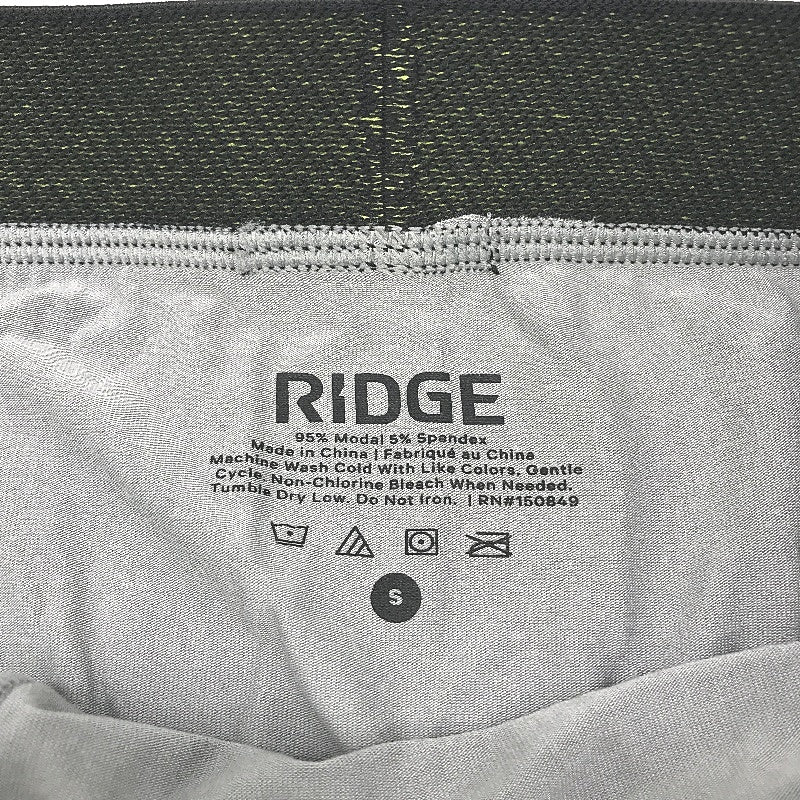 RIDGE
95% Modal 5% Spandex
Made in China | Fabriqué au China
Machine Wash Cold With Like Colors. Gentle
Cycle. Non-Chlorine Bleach When Needed.
Tumble Dry Low. Do Not Iron. | RN#150849
S